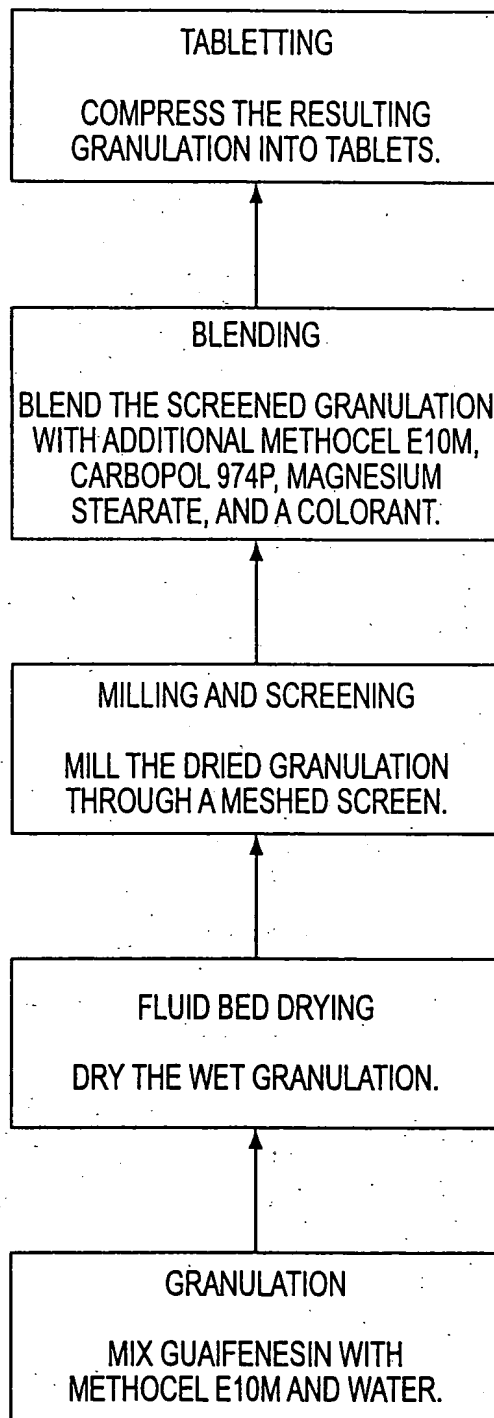 TABLETTING
COMPRESS THE RESULTING
GRANULATION INTO TABLETS.
BLENDING
BLEND THE SCREENED GRANULATION
WITH ADDITIONAL METHOCEL E10M,
CARBOPOL 974P, MAGNESIUM
STEARATE, AND A COLORANT.
MILLING AND SCREENING
MILL THE DRIED GRANULATION
THROUGH A MESHED SCREEN.
FLUID BED DRYING
DRY THE WET GRANULATION.
GRANULATION
MIX GUAIFENESIN WITH
METHOCEL E10M AND WATER.